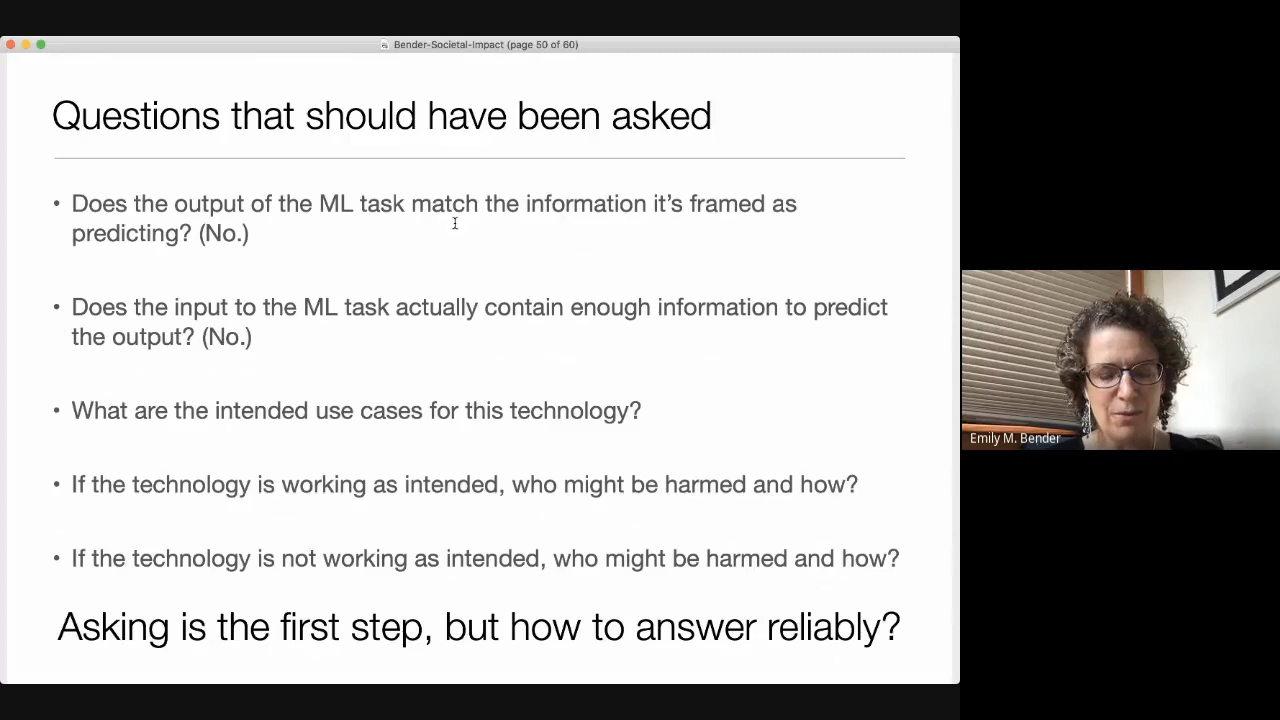 Bender-Societal-Impact (page 50 of 60)
Questions that should have been asked
• Does the output of the ML task match the information it’s framed as
predicting? (No.)
• Does the input to the ML task actually contain enough information to predict
the output? (No.)
• What are the intended use cases for this technology?
• If the technology is working as intended, who might be harmed and how?
• If the technology is not working as intended, who might be harmed and how?
Asking is the first step, but how to answer reliably?
Emily M. Bender